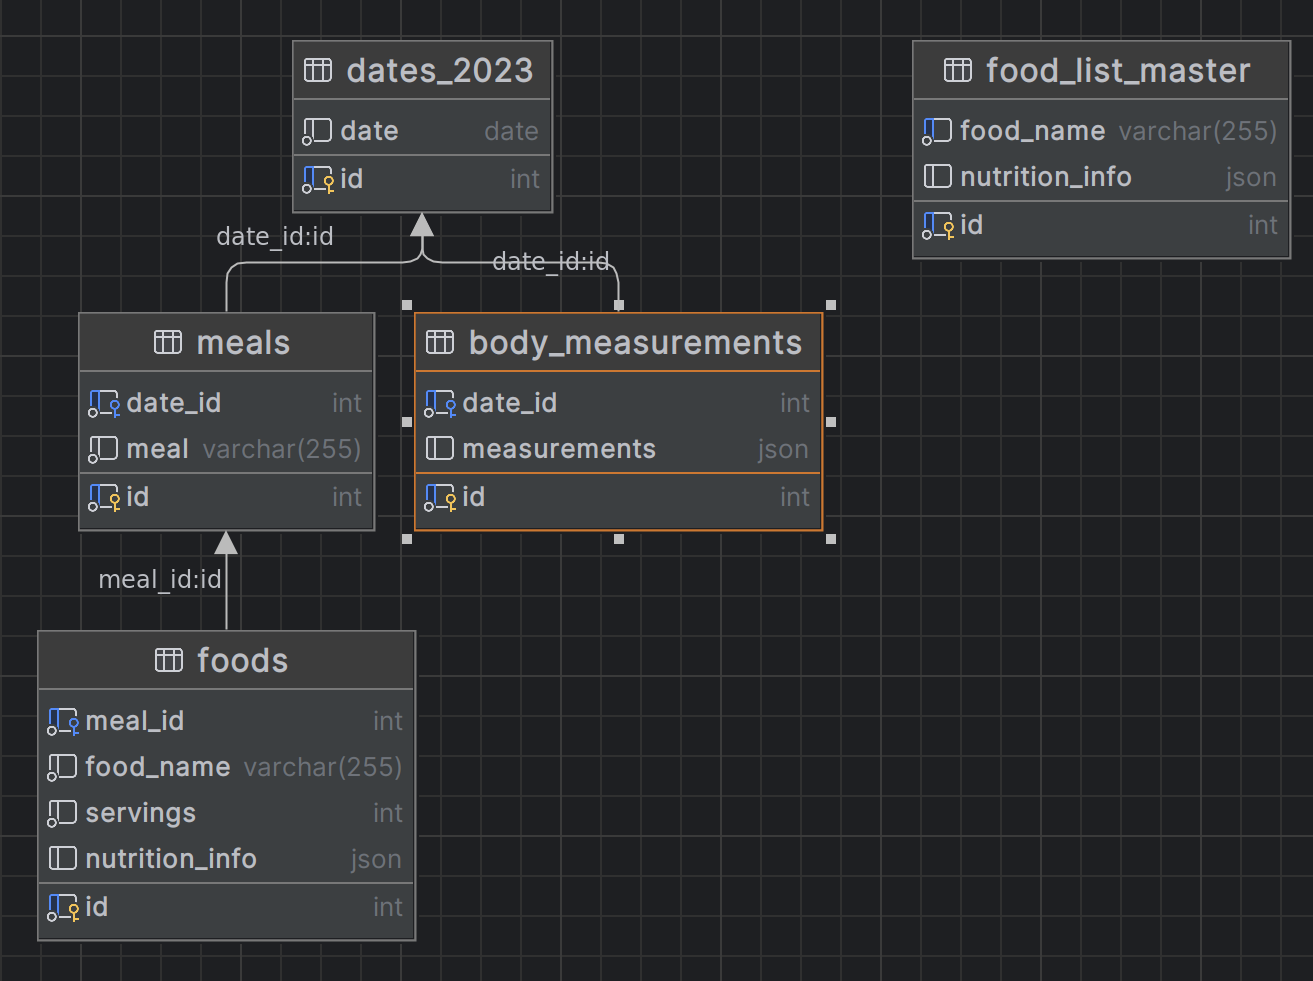 dates_2023
date date
id int
food_list_master
food_name varchar(255)
nutrition_info json
id int
date_id:id
date_id:id
meals
date_id int
meal varchar(255)
id int
body_measurements
date_id int
measurements json
id int
meal_id:id
foods
meal_id int
food_name varchar(255)
servings int
nutrition_info json
id int